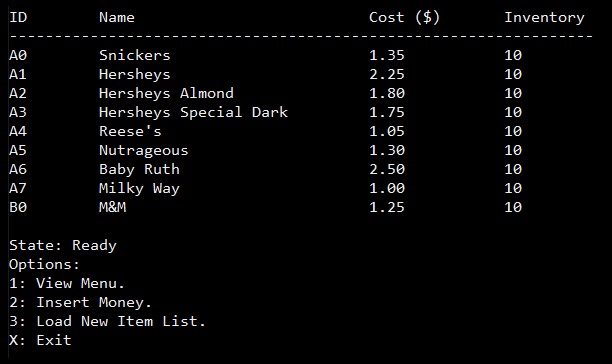 ID Name Cost ($) Inventory
-----------------------------------------------------------------
A0 Snickers 1.35 10
A1 Hersheys 2.25 10
A2 Hersheys Almond 1.80 10
A3 Hersheys Special Dark 1.75 10
A4 Reese's 1.05 10
A5 Nutrageous 1.30 10
A6 Baby Ruth 2.50 10
A7 Milky Way 1.00 10
B0 M&M 1.25 10
State: Ready
Options:
1: View Menu.
2: Insert Money.
3: Load New Item List.
X: Exit